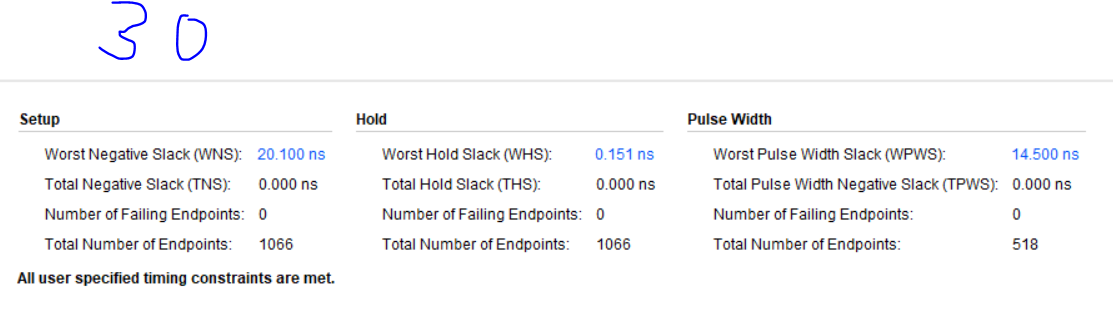 30
Setup Hold Pulse Width
Worst Negative Slack (WNS): 20.100 ns Worst Hold Slack (WHS): 0.151 ns Worst Pulse Width Slack (WPWS): 14.500 ns
Total Negative Slack (TNS): 0.000 ns Total Hold Slack (THS): 0.000 ns Total Pulse Width Negative Slack (TPWS): 0.000 ns
Number of Failing Endpoints: 0 Number of Failing Endpoints: 0 Number of Failing Endpoints: 0
Total Number of Endpoints: 1066 Total Number of Endpoints: 1066 Total Number of Endpoints: 518
All user specified timing constraints are met.